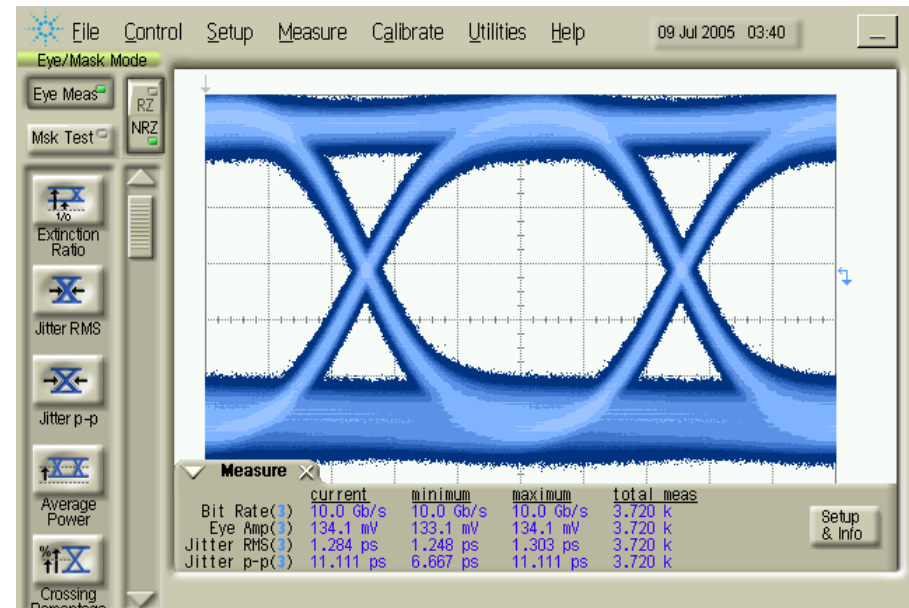 File Control Setup Measure Calibrate Utilities Help 09 Jul 2005 03:40
Eye/Mask Mode
Eye Meas
RZ
NRZ
Msk Test
1/0
Extinction
Ratio
Jitter RMS
Jitter p-p
Average
Power
%
Crossing
Percentage
Measure
current minimum maximum total meas
Bit Rate(3) 10.0 Gb/s 10.0 Gb/s 10.0 Gb/s 3.720 k
Eye Amp(3) 134.1 mV 133.1 mV 134.1 mV 3.720 k
Jitter RMS(3) 1.284 ps 1.248 ps 1.303 ps 3.720 k
Jitter p-p(3) 11.111 ps 6.667 ps 11.111 ps 3.720 k
Setup
& Info